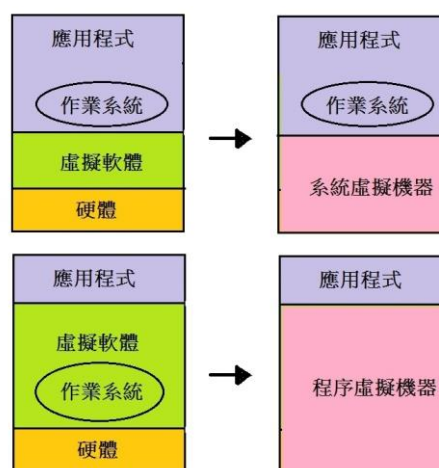 應用程式
作業系統
虛擬軟體
硬體
應用程式
作業系統
系統虛擬機器
應用程式
虛擬軟體
作業系統
硬體
應用程式
程序虛擬機器